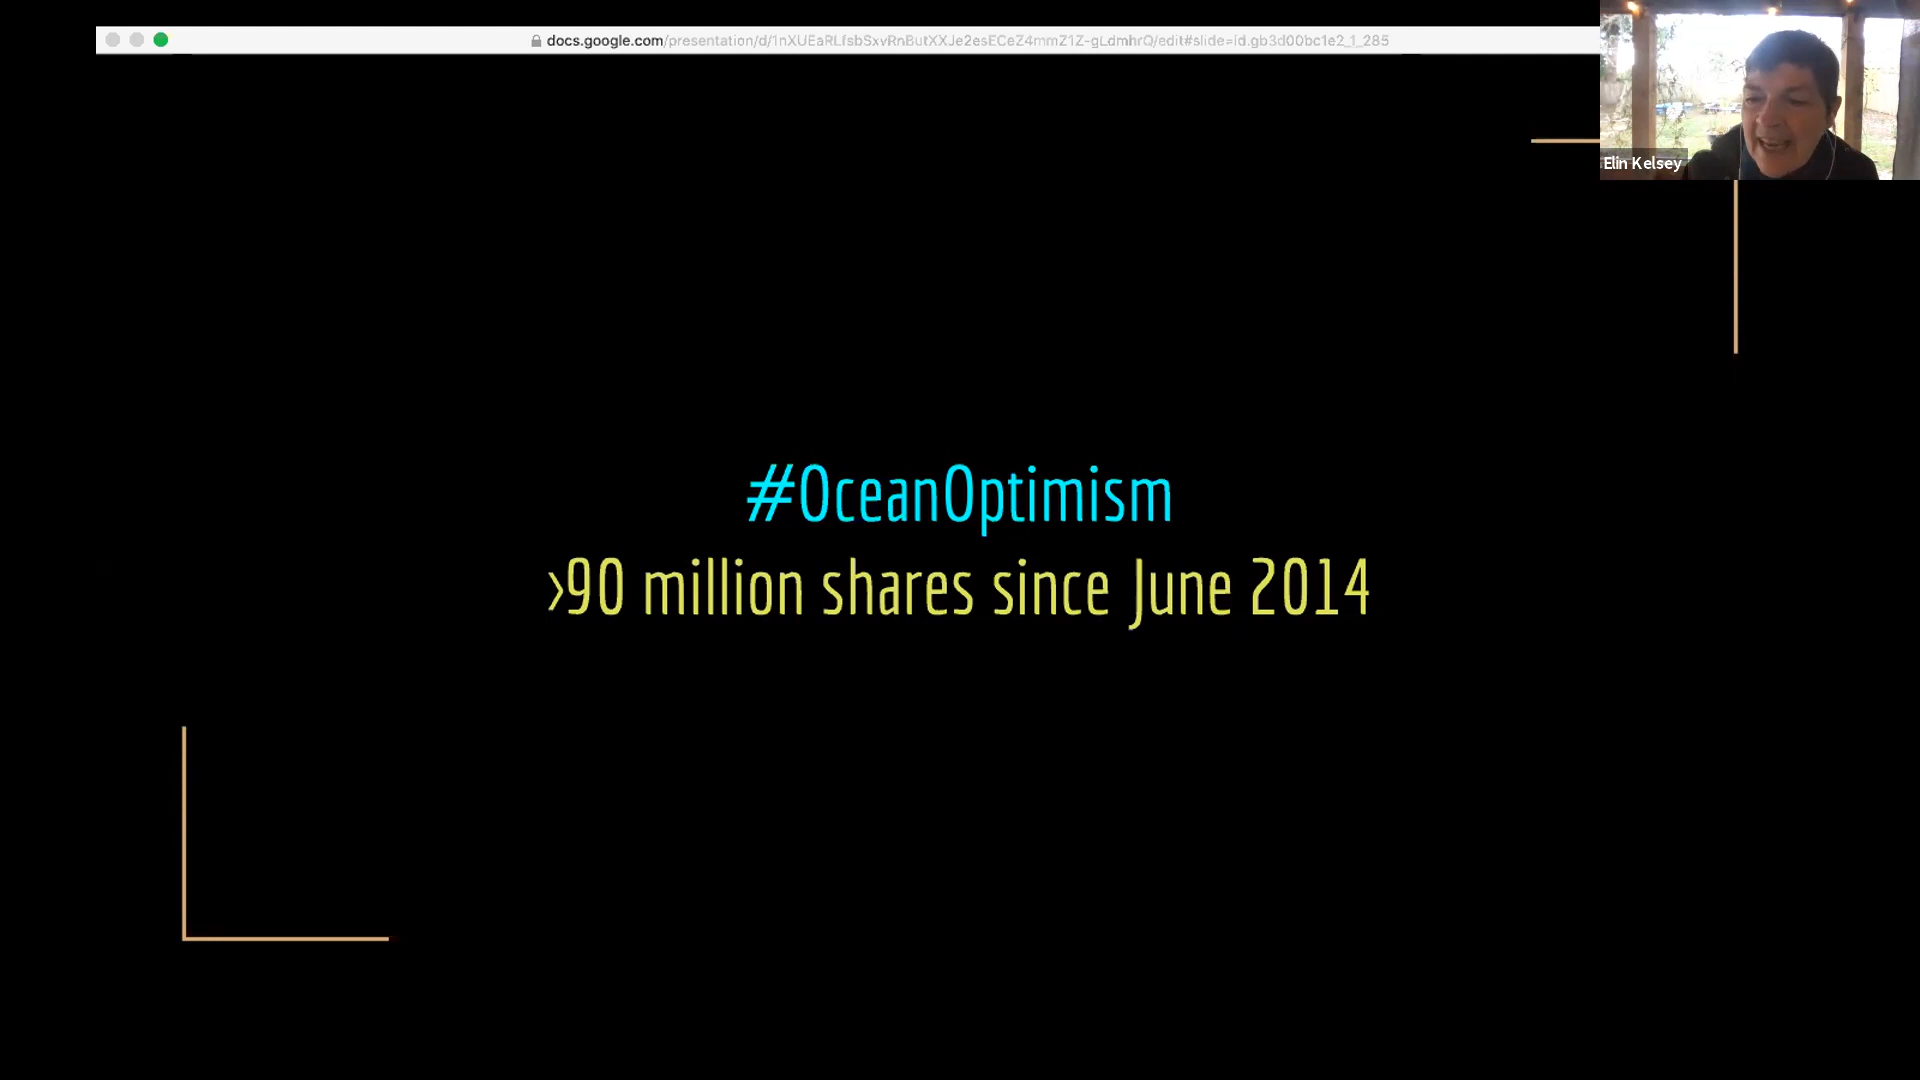 docs.google.com/presentation/d/1nXUEaRLfsbSxvRnButXXJe2esECeZ4mmZ1Z-gLdmhrQ/edit#slide=id.gb3d00bc1e2_1_285
Elin Kelsey
#OceanOptimism
>90 million shares since June 2014